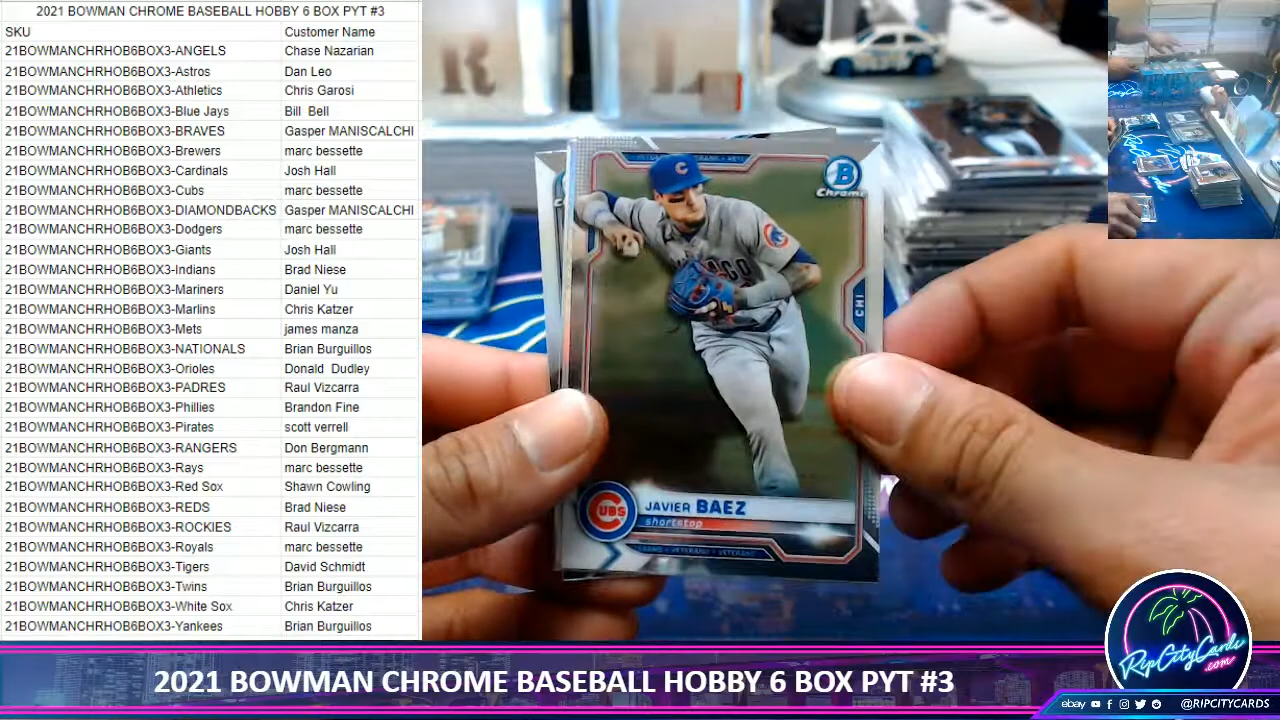 2021 BOWMAN CHROME BASEBALL HOBBY 6 BOX PYT #3
SKU Customer Name
21BOWMANCHRHOB6BOX3-ANGELS Chase Nazarian
21BOWMANCHRHOB6BOX3-Astros Dan Leo
21BOWMANCHRHOB6BOX3-Athletics Chris Garosi
21BOWMANCHRHOB6BOX3-Blue Jays Bill Bell
21BOWMANCHRHOB6BOX3-BRAVES Gasper MANISCALCHI
21BOWMANCHRHOB6BOX3-Brewers marc bessette
21BOWMANCHRHOB6BOX3-Cardinals Josh Hall
21BOWMANCHRHOB6BOX3-Cubs marc bessette
21BOWMANCHRHOB6BOX3-DIAMONDBACKS Gasper MANISCALCHI
21BOWMANCHRHOB6BOX3-Dodgers marc bessette
21BOWMANCHRHOB6BOX3-Giants Josh Hall
21BOWMANCHRHOB6BOX3-Indians Brad Niese
21BOWMANCHRHOB6BOX3-Mariners Daniel Yu
21BOWMANCHRHOB6BOX3-Marlins Chris Katzer
21BOWMANCHRHOB6BOX3-Mets james manza
21BOWMANCHRHOB6BOX3-NATIONALS Brian Burguillos
21BOWMANCHRHOB6BOX3-Orioles Donald Dudley
21BOWMANCHRHOB6BOX3-PADRES Raul Vizcarra
21BOWMANCHRHOB6BOX3-Phillies Brandon Fine
21BOWMANCHRHOB6BOX3-Pirates scott verrell
21BOWMANCHRHOB6BOX3-RANGERS Don Bergmann
21BOWMANCHRHOB6BOX3-Rays marc bessette
21BOWMANCHRHOB6BOX3-Red Sox Shawn Cowling
21BOWMANCHRHOB6BOX3-REDS Brad Niese
21BOWMANCHRHOB6BOX3-ROCKIES Raul Vizcarra
21BOWMANCHRHOB6BOX3-Royals marc bessette
21BOWMANCHRHOB6BOX3-Tigers David Schmidt
21BOWMANCHRHOB6BOX3-Twins Brian Burguillos
21BOWMANCHRHOB6BOX3-White Sox Chris Katzer
21BOWMANCHRHOB6BOX3-Yankees Brian Burguillos
B
Chrome
C
CHI
CUBS
JAVIER BAEZ
shortstop
RipCityCards
.com
2021 BOWMAN CHROME BASEBALL HOBBY 6 BOX PYT #3
ebay @RIPCITYCARDS